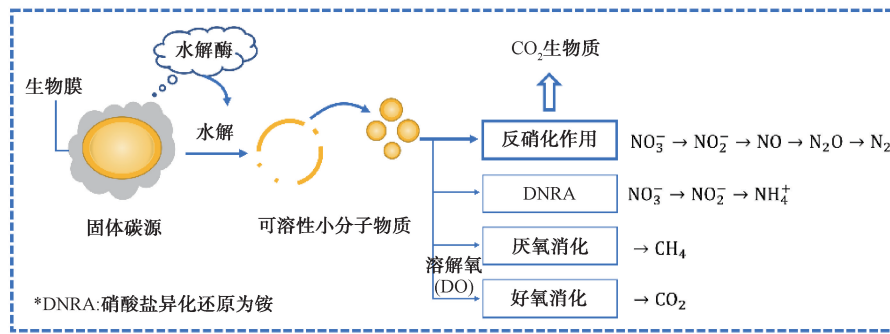 CO₂生物质
水解酶
生物膜
水解
反硝化作用
NO₃⁻ → NO₂⁻ → NO → N₂O → N₂
DNRA
NO₃⁻ → NO₂⁻ → NH₄⁺
固体碳源
可溶性小分子物质
厌氧消化
→ CH₄
溶解氧
(DO)
好氧消化
→ CO₂
*DNRA:硝酸盐异化还原为铵